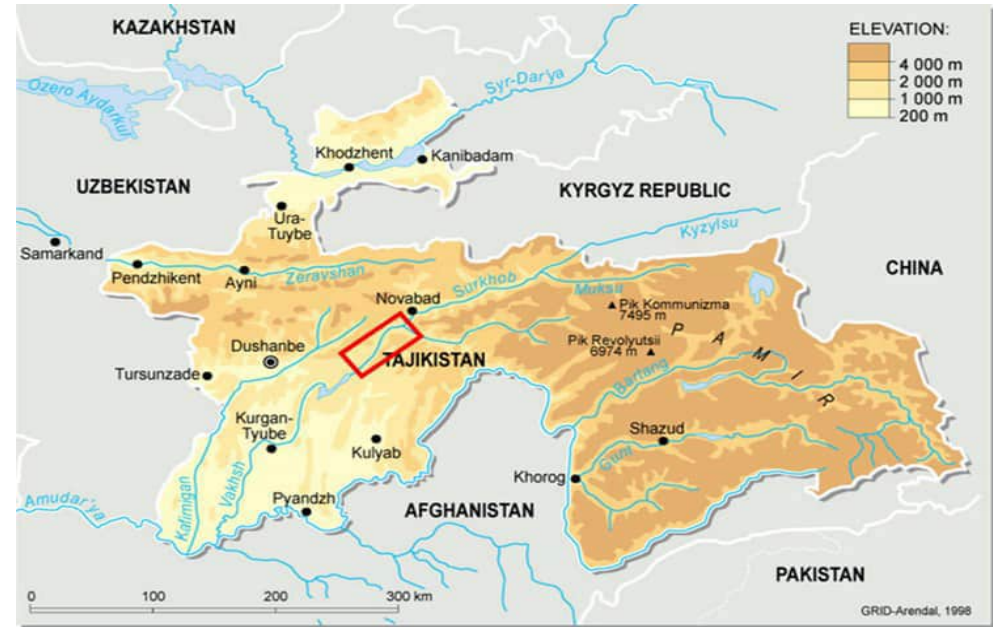 KAZAKHSTAN
ELEVATION:
4 000 m
2 000 m
1 000 m
200 m
Ozero Aydarkul'
Syr-Dar'ya
Khodzhent
Kanibadam
UZBEKISTAN
KYRGYZ REPUBLIC
Ura-
Tuybe
Kyzylsu
Samarkand
Pendzhikent
Ayni
Zerayshan
Surkhob
Muksu
CHINA
Novabad
Pik Kommunizma
7495 m
Dushanbe
Pik Revolyutsii
6974 m
PAMIR
TAJIKISTAN
Tursunzade
Bartang
Kurgan-
Tyube
Kulyab
Shazud
Gunt
Khorog
Kafirnigan
Vakhsh
Pyandzh
Amudar'ya
AFGHANISTAN
PAKISTAN
0 100 200 300 km
GRID-Arendal, 1998